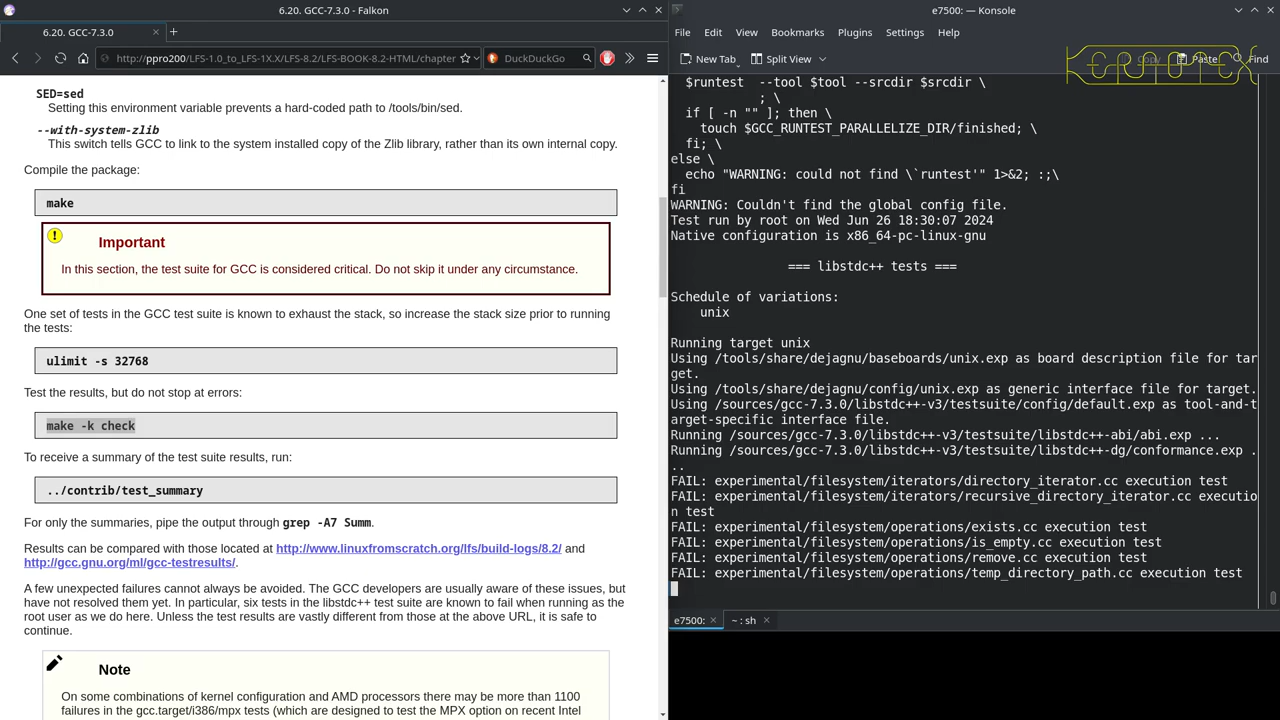 6.20. GCC-7.3.0 - Falkon
6.20. GCC-7.3.0
http://ppro200/LFS-1.0_to_LFS-1X.X/LFS-8.2/LFS-BOOK-8.2-HTML/chapter
DuckDuckGo
SED=sed
Setting this environment variable prevents a hard-coded path to /tools/bin/sed.
--with-system-zlib
This switch tells GCC to link to the system installed copy of the Zlib library, rather than its own internal copy.
Compile the package:
make
Important
In this section, the test suite for GCC is considered critical. Do not skip it under any circumstance.
One set of tests in the GCC test suite is known to exhaust the stack, so increase the stack size prior to running
the tests:
ulimit -s 32768
Test the results, but do not stop at errors:
make -k check
To receive a summary of the test suite results, run:
../contrib/test_summary
For only the summaries, pipe the output through grep -A7 Summ.
Results can be compared with those located at http://www.linuxfromscratch.org/lfs/build-logs/8.2/ and
http://gcc.gnu.org/ml/gcc-testresults/.
A few unexpected failures cannot always be avoided. The GCC developers are usually aware of these issues, but
have not resolved them yet. In particular, six tests in the libstdc++ test suite are known to fail when running as the
root user as we do here. Unless the test results are vastly different from those at the above URL, it is safe to
continue.
Note
On some combinations of kernel configuration and AMD processors there may be more than 1100
failures in the gcc.target/i386/mpx tests (which are designed to test the MPX option on recent Intel
e7500: — Konsole
File Edit View Bookmarks Plugins Settings Help
New Tab Split View Copy Paste Find
$runtest  --tool $tool --srcdir $srcdir \
; \
if [ -n "" ]; then \
touch $GCC_RUNTEST_PARALLELIZE_DIR/finished; \
fi; \
else \
echo "WARNING: could not find \`runtest'" 1>&2; :;\
fi
WARNING: Couldn't find the global config file.
Test run by root on Wed Jun 26 18:30:07 2024
Native configuration is x86_64-pc-linux-gnu
=== libstdc++ tests ===
Schedule of variations:
unix
Running target unix
Using /tools/share/dejagnu/baseboards/unix.exp as board description file for tar
get.
Using /tools/share/dejagnu/config/unix.exp as generic interface file for target.
Using /sources/gcc-7.3.0/libstdc++-v3/testsuite/config/default.exp as tool-and-t
arget-specific interface file.
Running /sources/gcc-7.3.0/libstdc++-v3/testsuite/libstdc++-abi/abi.exp ...
Running /sources/gcc-7.3.0/libstdc++-v3/testsuite/libstdc++-dg/conformance.exp .
..
FAIL: experimental/filesystem/iterators/directory_iterator.cc execution test
FAIL: experimental/filesystem/iterators/recursive_directory_iterator.cc executio
n test
FAIL: experimental/filesystem/operations/exists.cc execution test
FAIL: experimental/filesystem/operations/is_empty.cc execution test
FAIL: experimental/filesystem/operations/remove.cc execution test
FAIL: experimental/filesystem/operations/temp_directory_path.cc execution test
e7500:
~ : sh